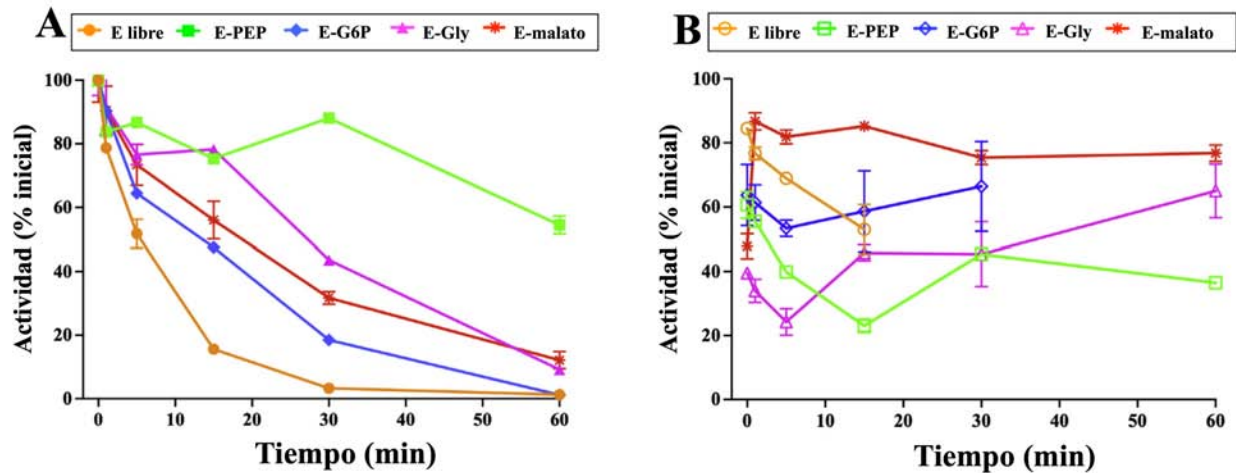 A
E libre E-PEP E-G6P E-Gly E-malato
Actividad (% inicial)
100
80
60
40
20
0
0 10 20 30 40 50 60
Tiempo (min)
B
E libre E-PEP E-G6P E-Gly E-malato
Actividad (% inicial)
100
80
60
40
20
0
0 10 20 30 40 50 60
Tiempo (min)